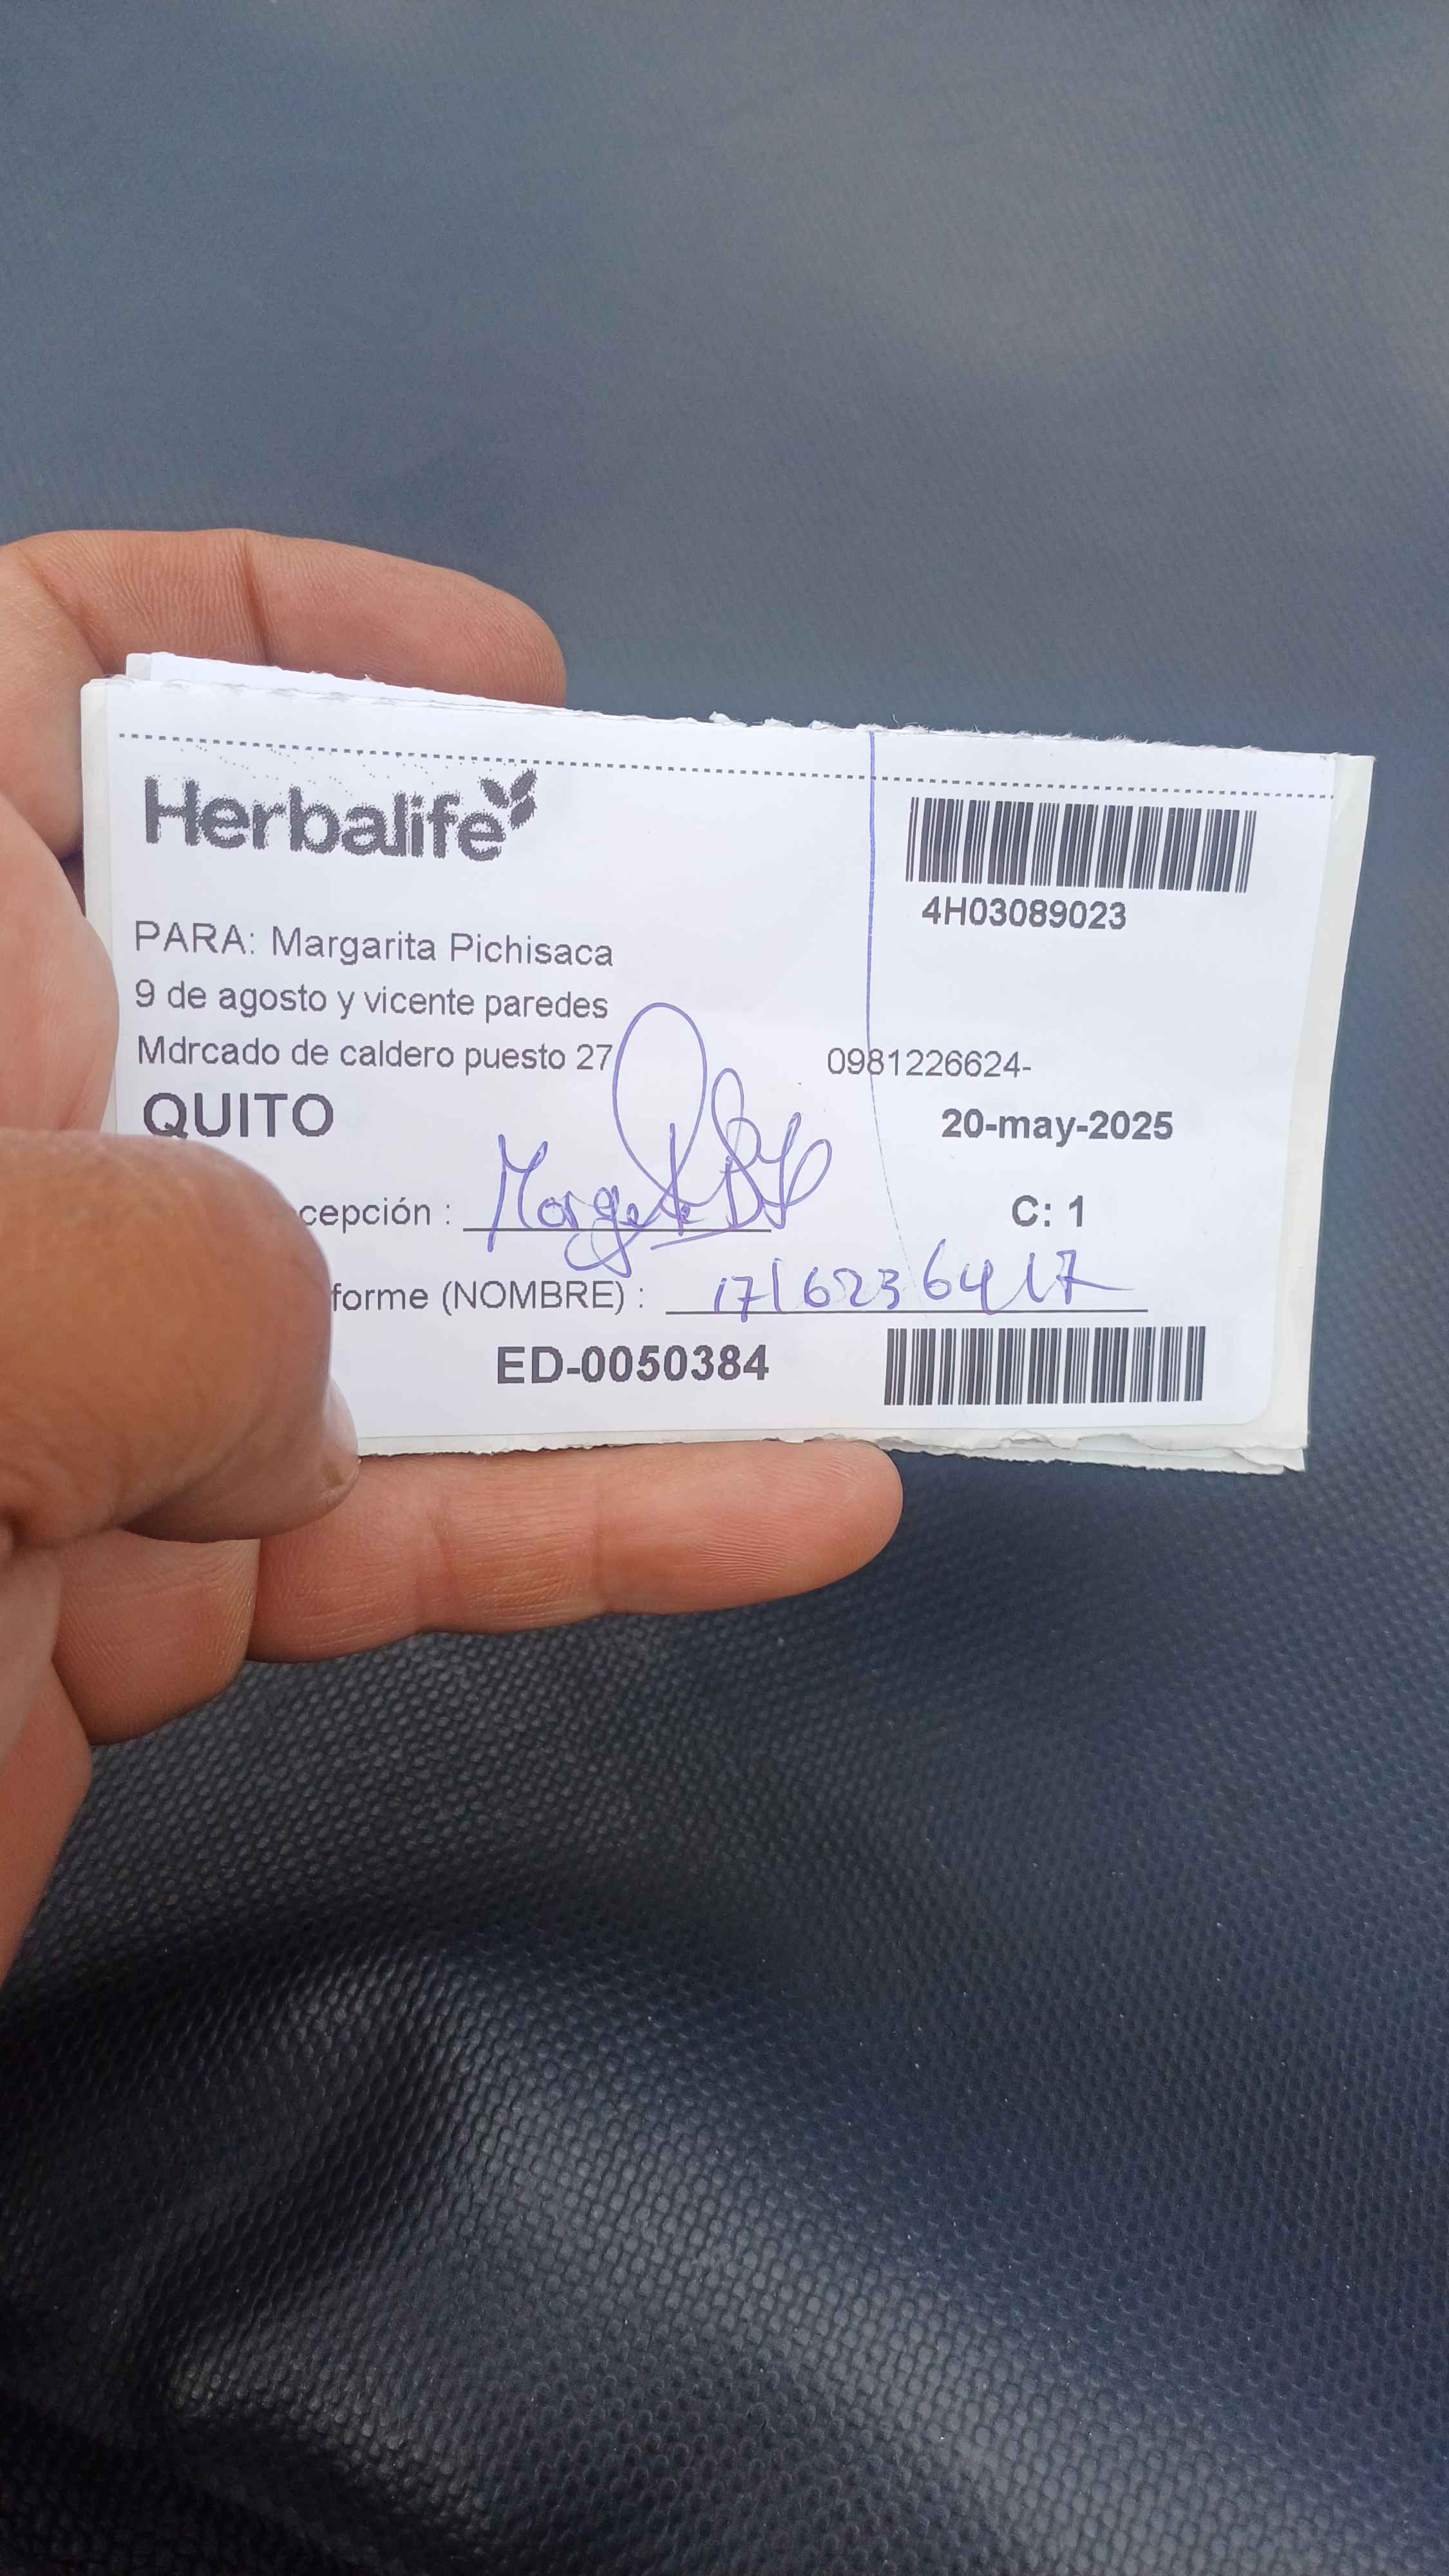 Herbalife
4H03089023
PARA: Margarita Pichisaca
9 de agosto y vicente paredes
Mdrcado de caldero puesto 27 0981226624-
QUITO 20-may-2025
cepción : C: 1
forme (NOMBRE) : 1716236417
ED-0050384